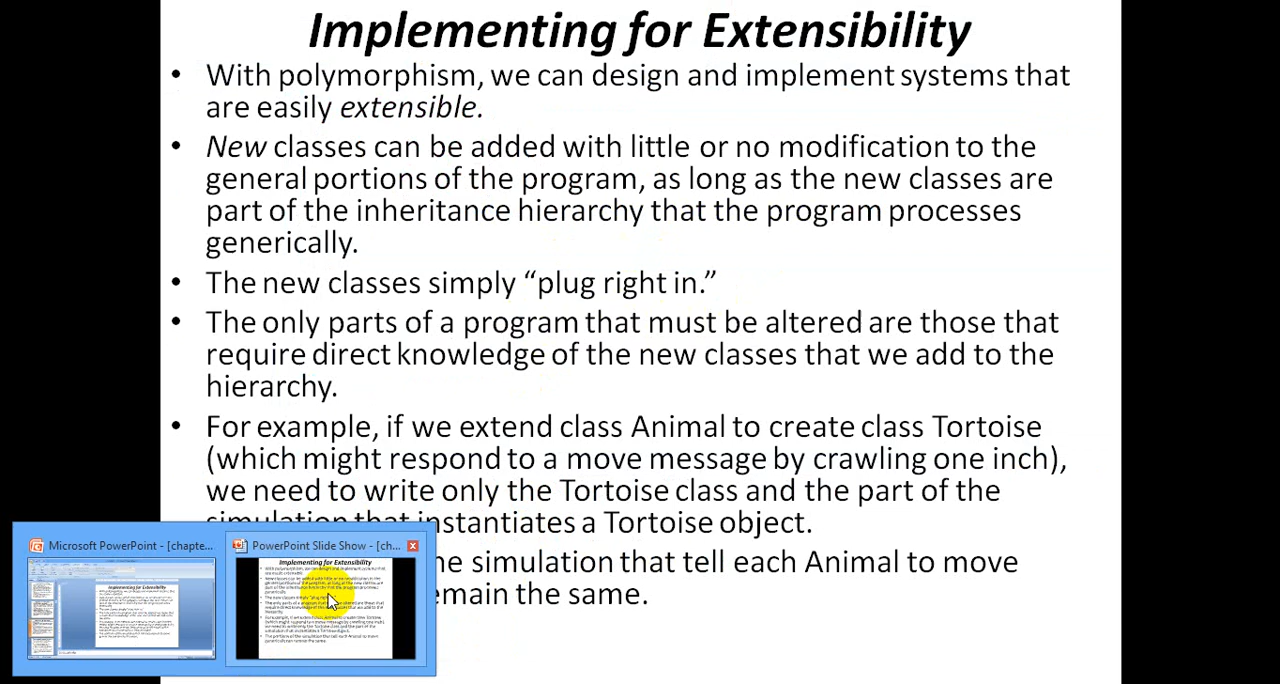 Implementing for Extensibility
• With polymorphism, we can design and implement systems that
are easily extensible.
• New classes can be added with little or no modification to the
general portions of the program, as long as the new classes are
part of the inheritance hierarchy that the program processes
generically.
• The new classes simply “plug right in.”
• The only parts of a program that must be altered are those that
require direct knowledge of the new classes that we add to the
hierarchy.
• For example, if we extend class Animal to create class Tortoise
(which might respond to a move message by crawling one inch),
we need to write only the Tortoise class and the part of the
simulation that instantiates a Tortoise object.
he simulation that tell each Animal to move
emain the same.
Microsoft PowerPoint - [chapte...
PowerPoint Slide Show - [ch...
Implementing for Extensibility